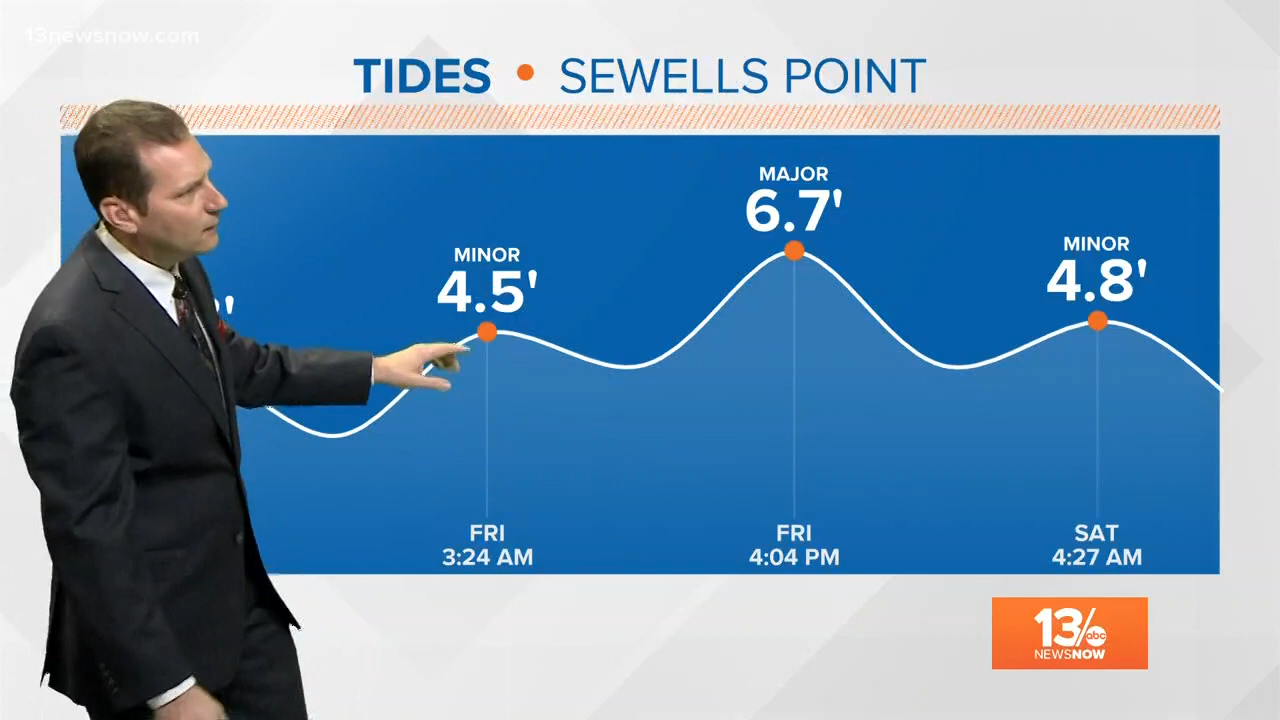 13newsnow.com
TIDES • SEWELLS POINT
MAJOR
6.7'
MINOR
4.8'
MINOR
4.5'
FRI
3:24 AM
FRI
4:04 PM
SAT
4:27 AM
13/abc
NEWSNOW